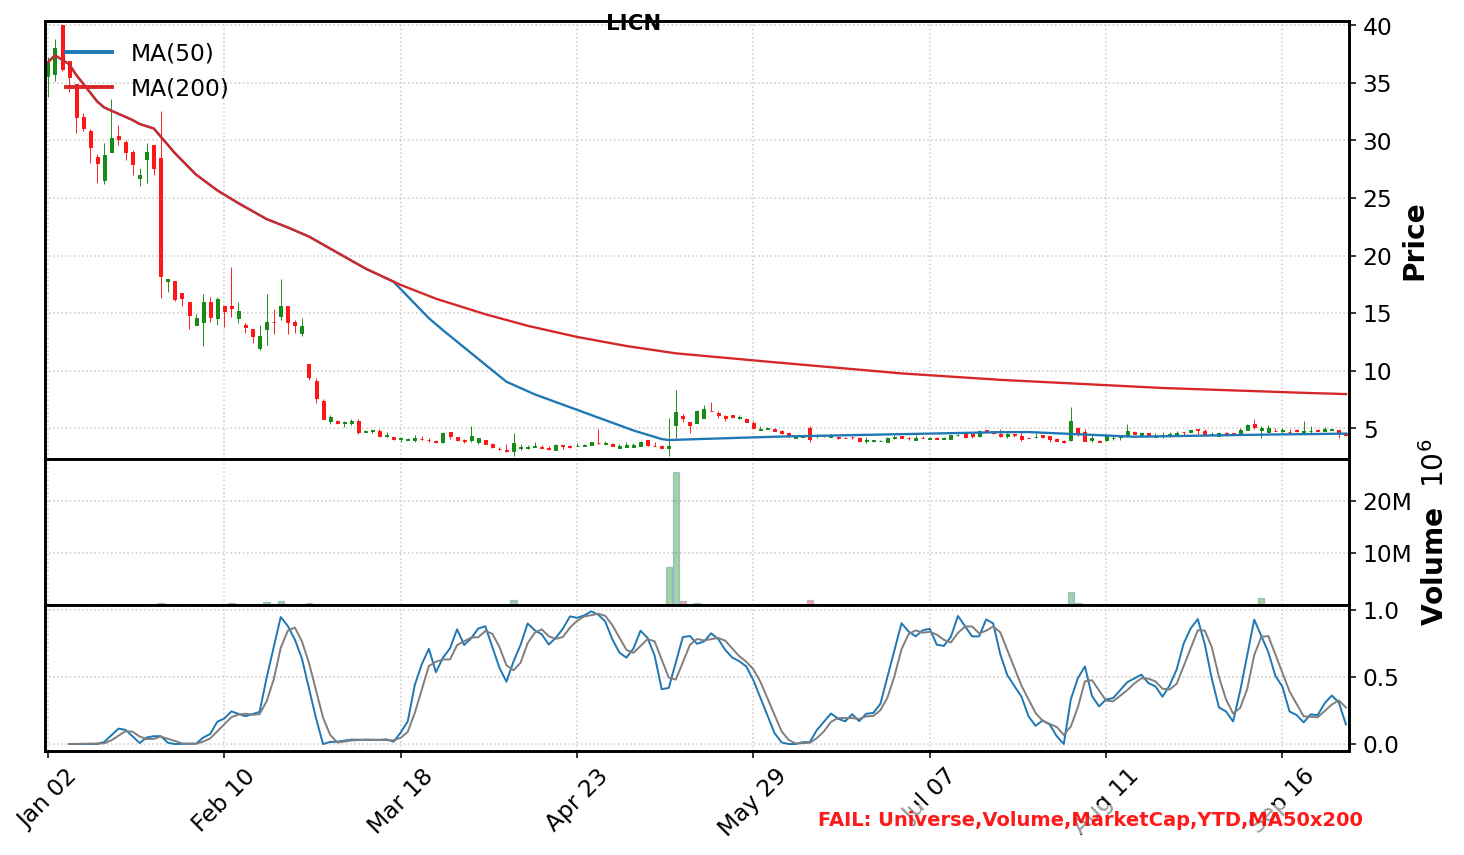 LICN
MA(50)
MA(200)
40
35
30
25
20
15
10
5
Price
20M
10M
Volume 10^6
1.0
0.5
0.0
Jan 02
Feb 10
Mar 18
Apr 23
May 29
Jul 07
Aug 11
Sep 16
FAIL: Universe,Volume,MarketCap,YTD,MA50x200